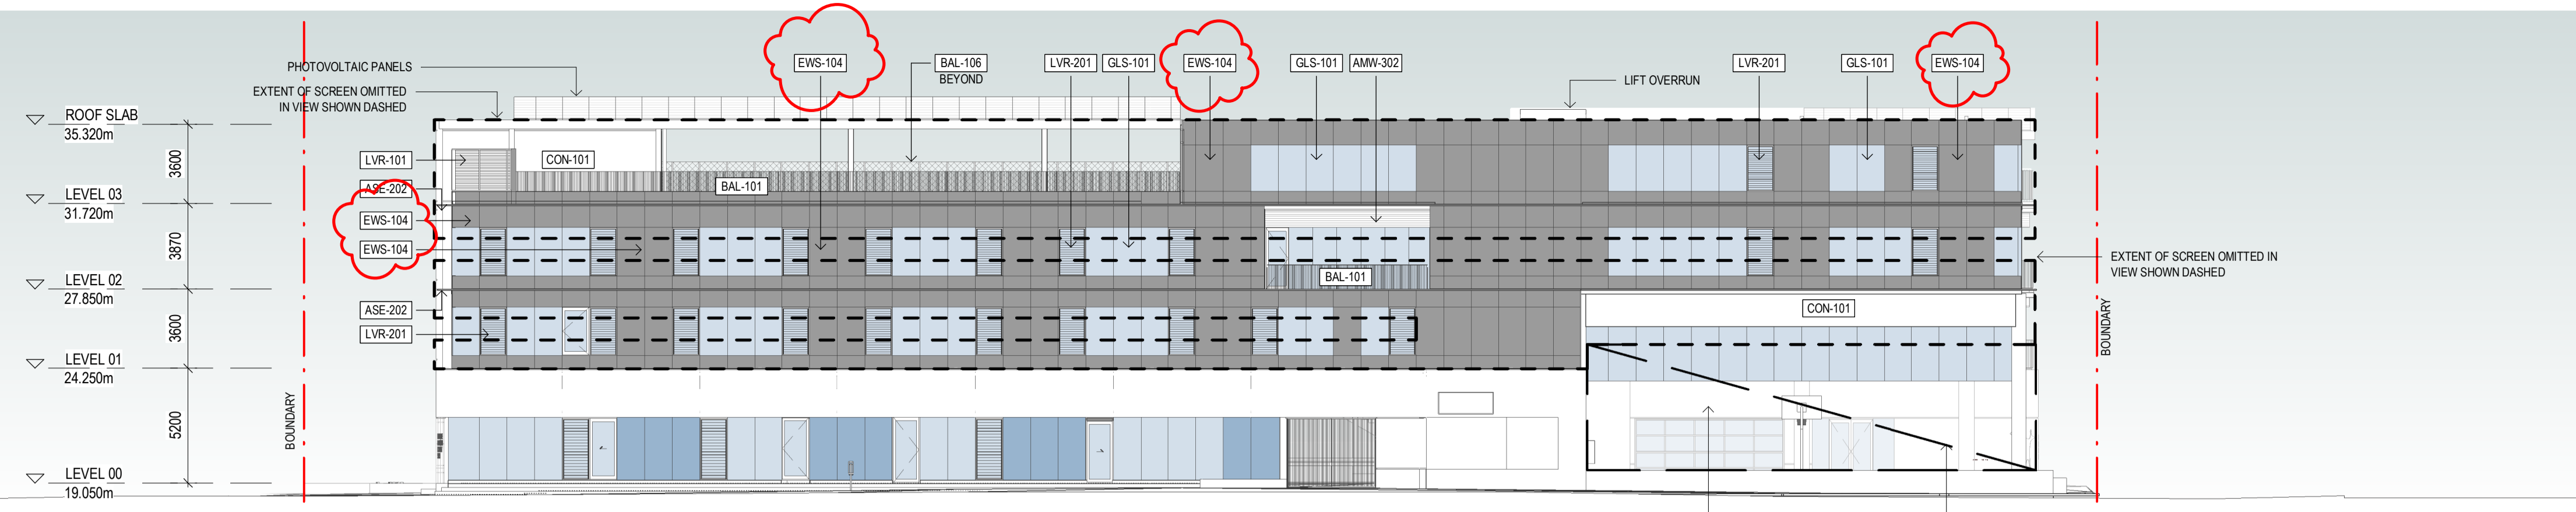 EWS-104
BAL-106
BEYOND
LVR-201
GLS-101
EWS-104
GLS-101
AMW-302
LVR-201
GLS-101
EWS-104
PHOTOVOLTAIC PANELS
LIFT OVERRUN
EXTENT OF SCREEN OMITTED
IN VIEW SHOWN DASHED
ROOF SLAB
35.320m
3600
LVR-101
CON-101
ASE-202
BAL-101
LEVEL 03
31.720m
EWS-104
EWS-104
3870
EXTENT OF SCREEN OMITTED IN
VIEW SHOWN DASHED
BAL-101
LEVEL 02
27.850m
ASE-202
CON-101
LVR-201
3600
BOUNDARY
LEVEL 01
24.250m
BOUNDARY
5200
LEVEL 00
19.050m